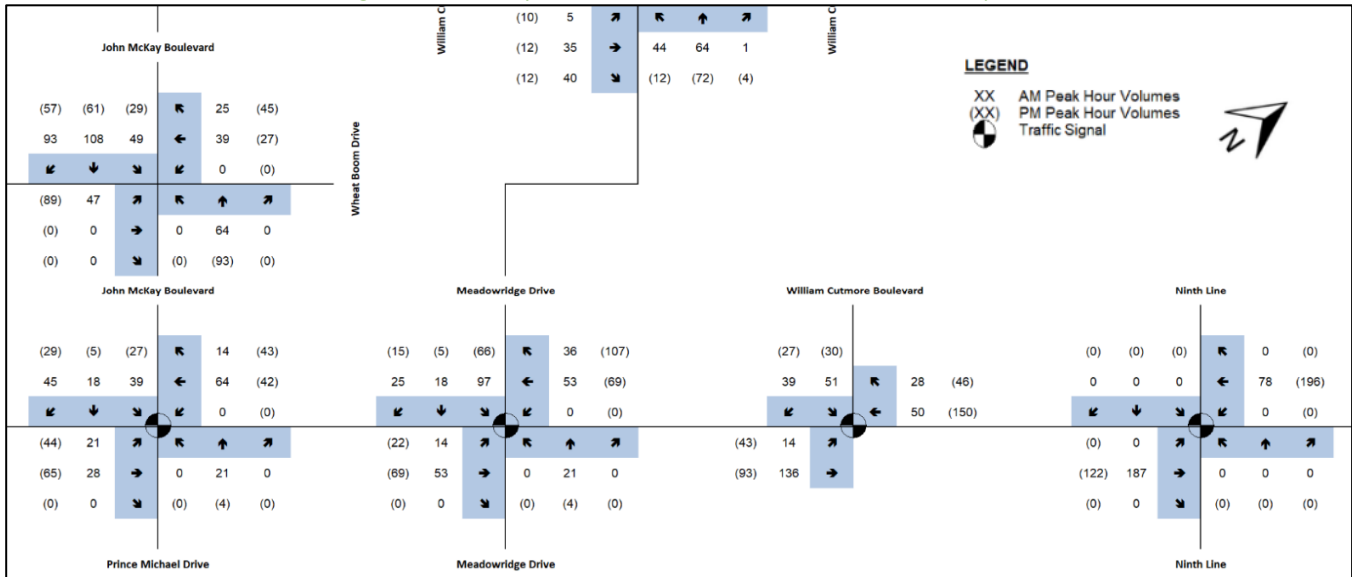 (10) 5
William C
William C
John McKay Boulevard
(12) 35 44 64 1
(12) 40 (12) (72) (4)
LEGEND
XX AM Peak Hour Volumes
(XX) PM Peak Hour Volumes
Traffic Signal
N
(57) (61) (29) 25 (45)
93 108 49 39 (27)
0 (0)
Wheat Boom Drive
(89) 47
(0) 0 0 64 0
(0) 0 (0) (93) (0)
John McKay Boulevard
Meadowridge Drive
William Cutmore Boulevard
Ninth Line
(29) (5) (27) 14 (43)
45 18 39 64 (42)
0 (0)
(44) 21
(65) 28 0 21 0
(0) 0 (0) (4) (0)
Prince Michael Drive
(15) (5) (66) 36 (107)
25 18 97 53 (69)
0 (0)
(22) 14
(69) 53 0 21 0
(0) 0 (0) (4) (0)
Meadowridge Drive
(27) (30)
39 51 28 (46)
50 (150)
(43) 14
(93) 136
(0) (0) (0) 0 (0)
0 0 0 78 (196)
0 (0)
(0) 0
(122) 187 0 0 0
(0) 0 (0) (0) (0)
Ninth Line